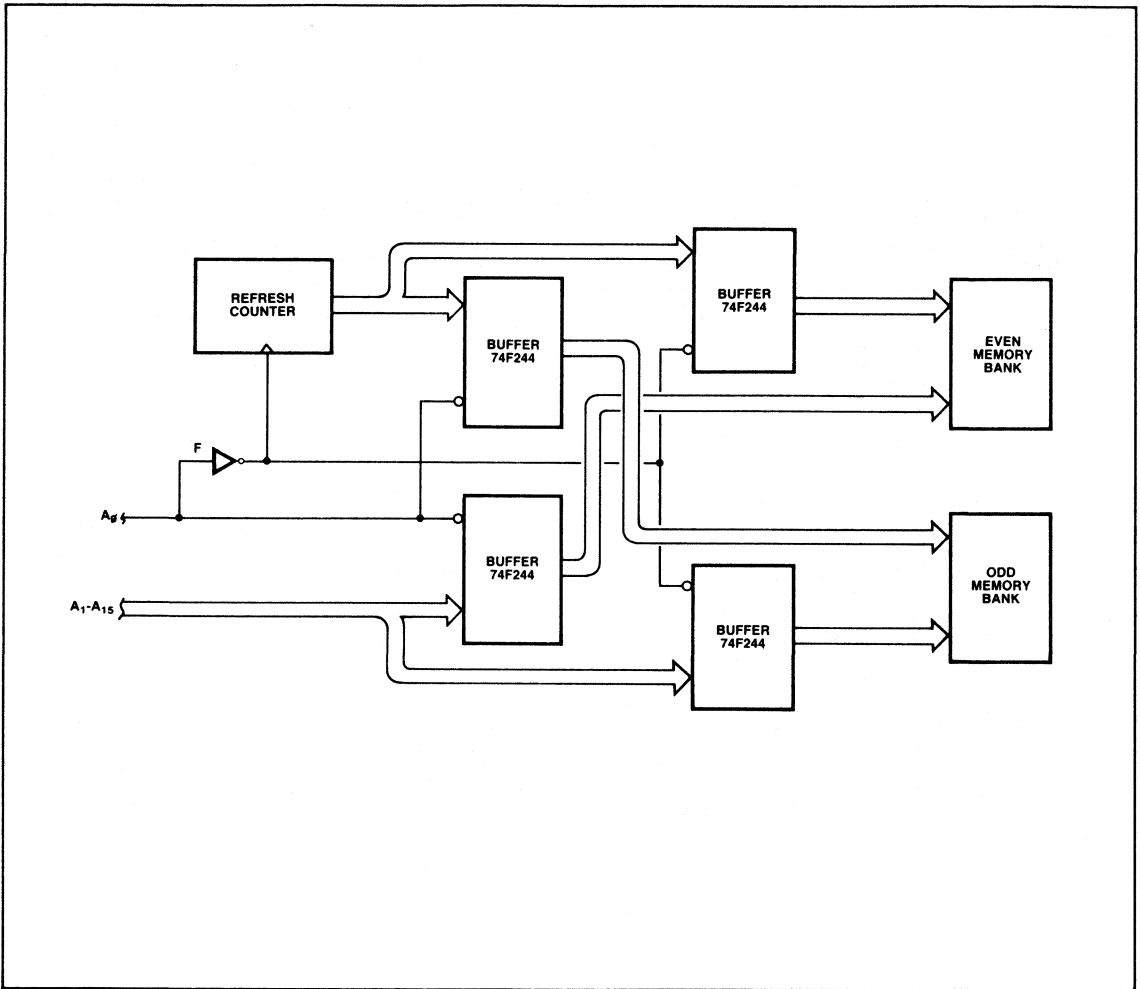 REFRESH
COUNTER
BUFFER
74F244
BUFFER
74F244
EVEN
MEMORY
BANK
F
A₀
BUFFER
74F244
A₁-A₁₅
BUFFER
74F244
ODD
MEMORY
BANK